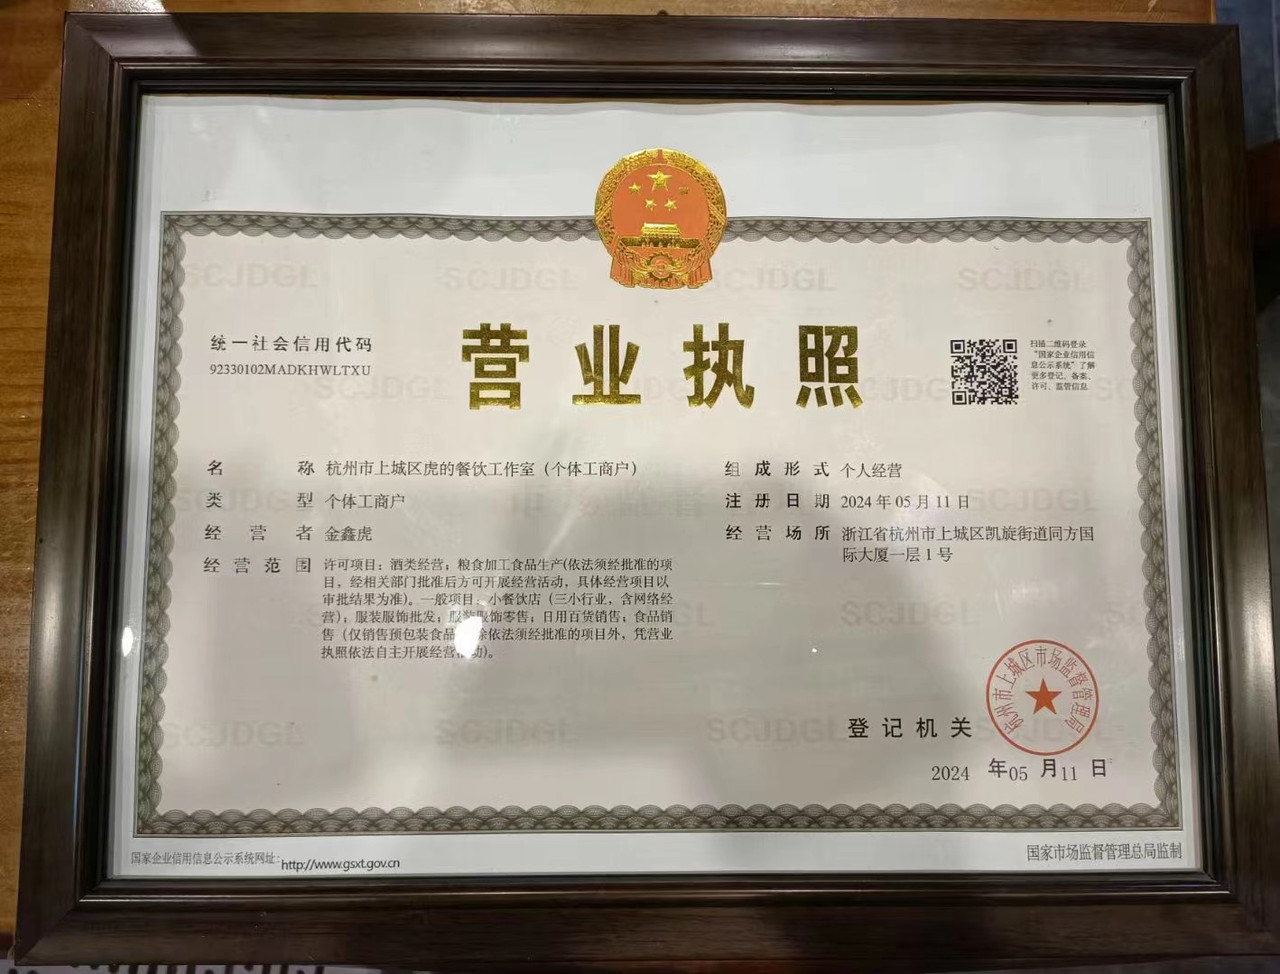 SCJDGL SCJDGL SCJDGL SCJDGL
营业执照
统一社会信用代码
92330102MADKHWLTXU
扫描二维码登录
“国家企业信用信
息公示系统”了解
更多登记、备案、
许可、监管信息
名称 杭州市上城区虎的餐饮工作室（个体工商户）
类型 个体工商户
经营者 金鑫虎
经营范围 许可项目：酒类经营；粮食加工食品生产(依法须经批准的项
目，经相关部门批准后方可开展经营活动，具体经营项目以
审批结果为准)。一般项目：小餐饮店（三小行业，含网络经
营）；服装服饰批发；服装服饰零售；日用百货销售；食品销
售（仅销售预包装食品 除依法须经批准的项目外，凭营业
执照依法自主开展经营活动)。
组成形式 个人经营
注册日期 2024年05月11日
经营场所 浙江省杭州市上城区凯旋街道同方国
际大厦一层1号
SCJDGL
SCJDGL SCJDGL SCJDGL
杭州市上城区市场监督管理局
登记机关
2024 年05 月11 日
国家企业信用信息公示系统网址：http://www.gsxt.gov.cn
国家市场监督管理总局监制